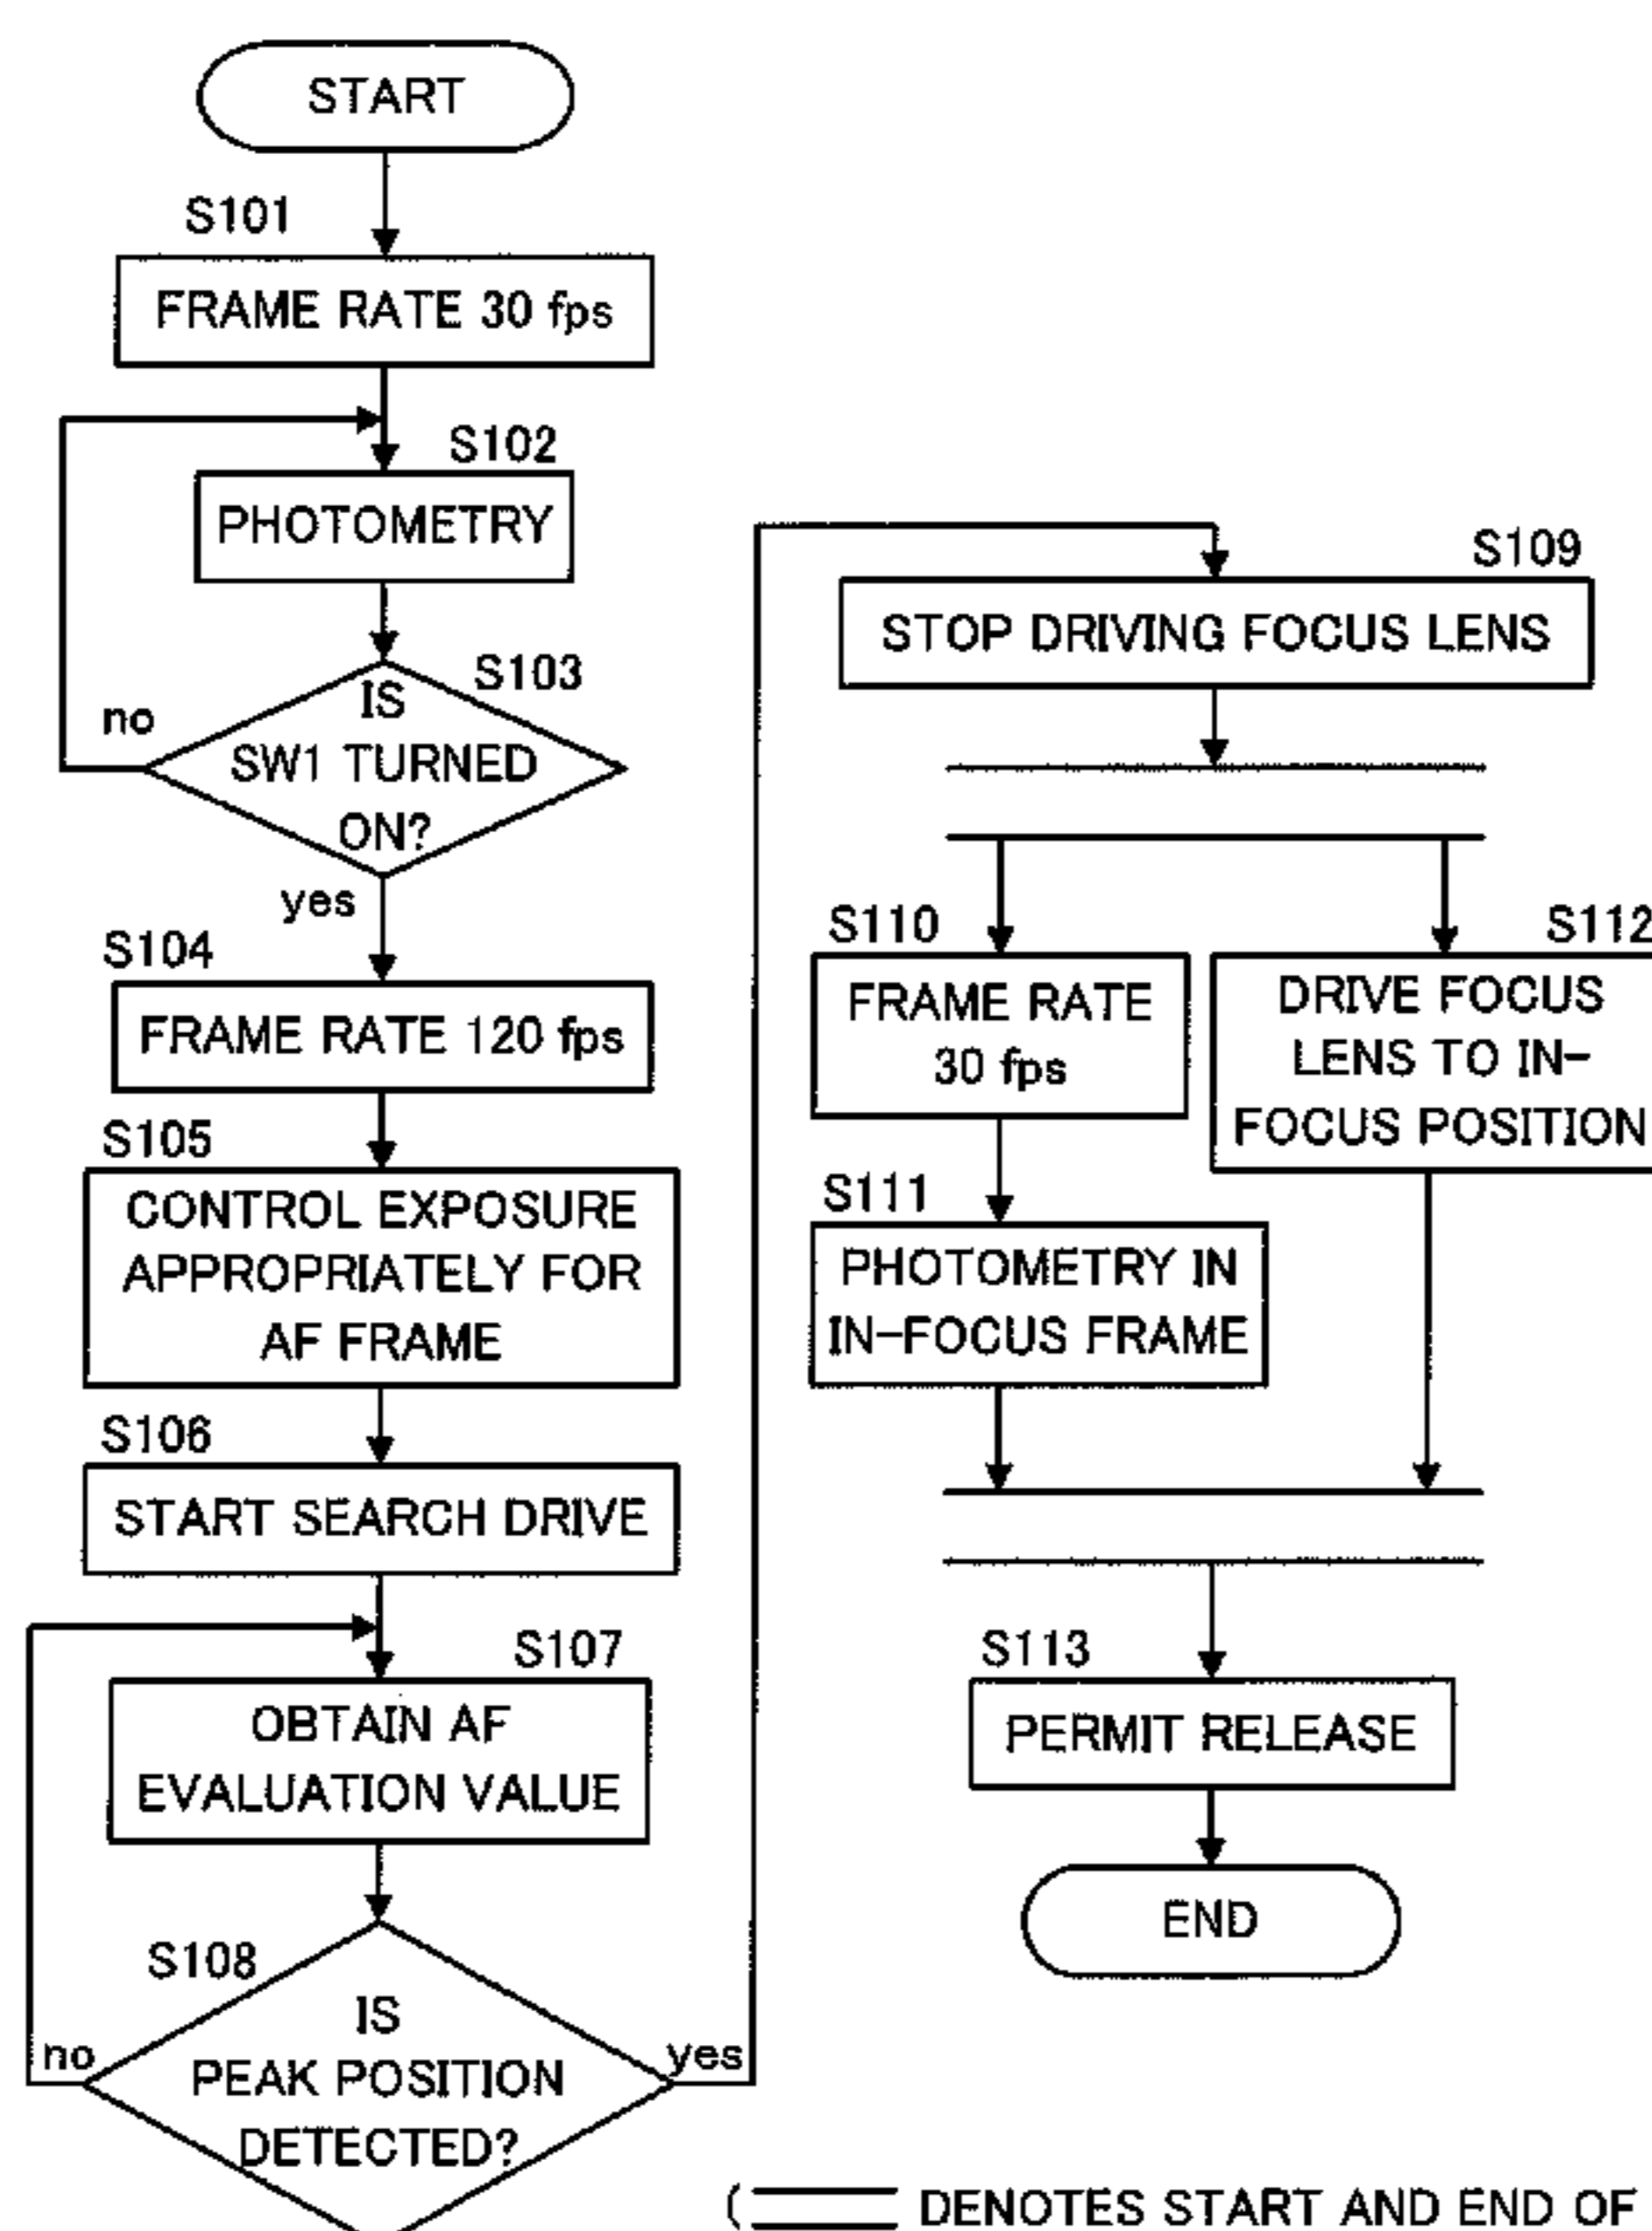 START
S101
FRAME RATE 30 fps
S102
PHOTOMETRY
S103
IS
SW1 TURNED
ON?
no
yes
S104
FRAME RATE 120 fps
S105
CONTROL EXPOSURE
APPROPRIATELY FOR
AF FRAME
S106
START SEARCH DRIVE
S107
OBTAIN AF
EVALUATION VALUE
S108
IS
PEAK POSITION
DETECTED?
no
yes
S109
STOP DRIVING FOCUS LENS
S110
FRAME RATE
30 fps
S111
PHOTOMETRY IN
IN-FOCUS FRAME
S112
DRIVE FOCUS
LENS TO IN-
FOCUS POSITION
S113
PERMIT RELEASE
END
( DENOTES START AND END OF